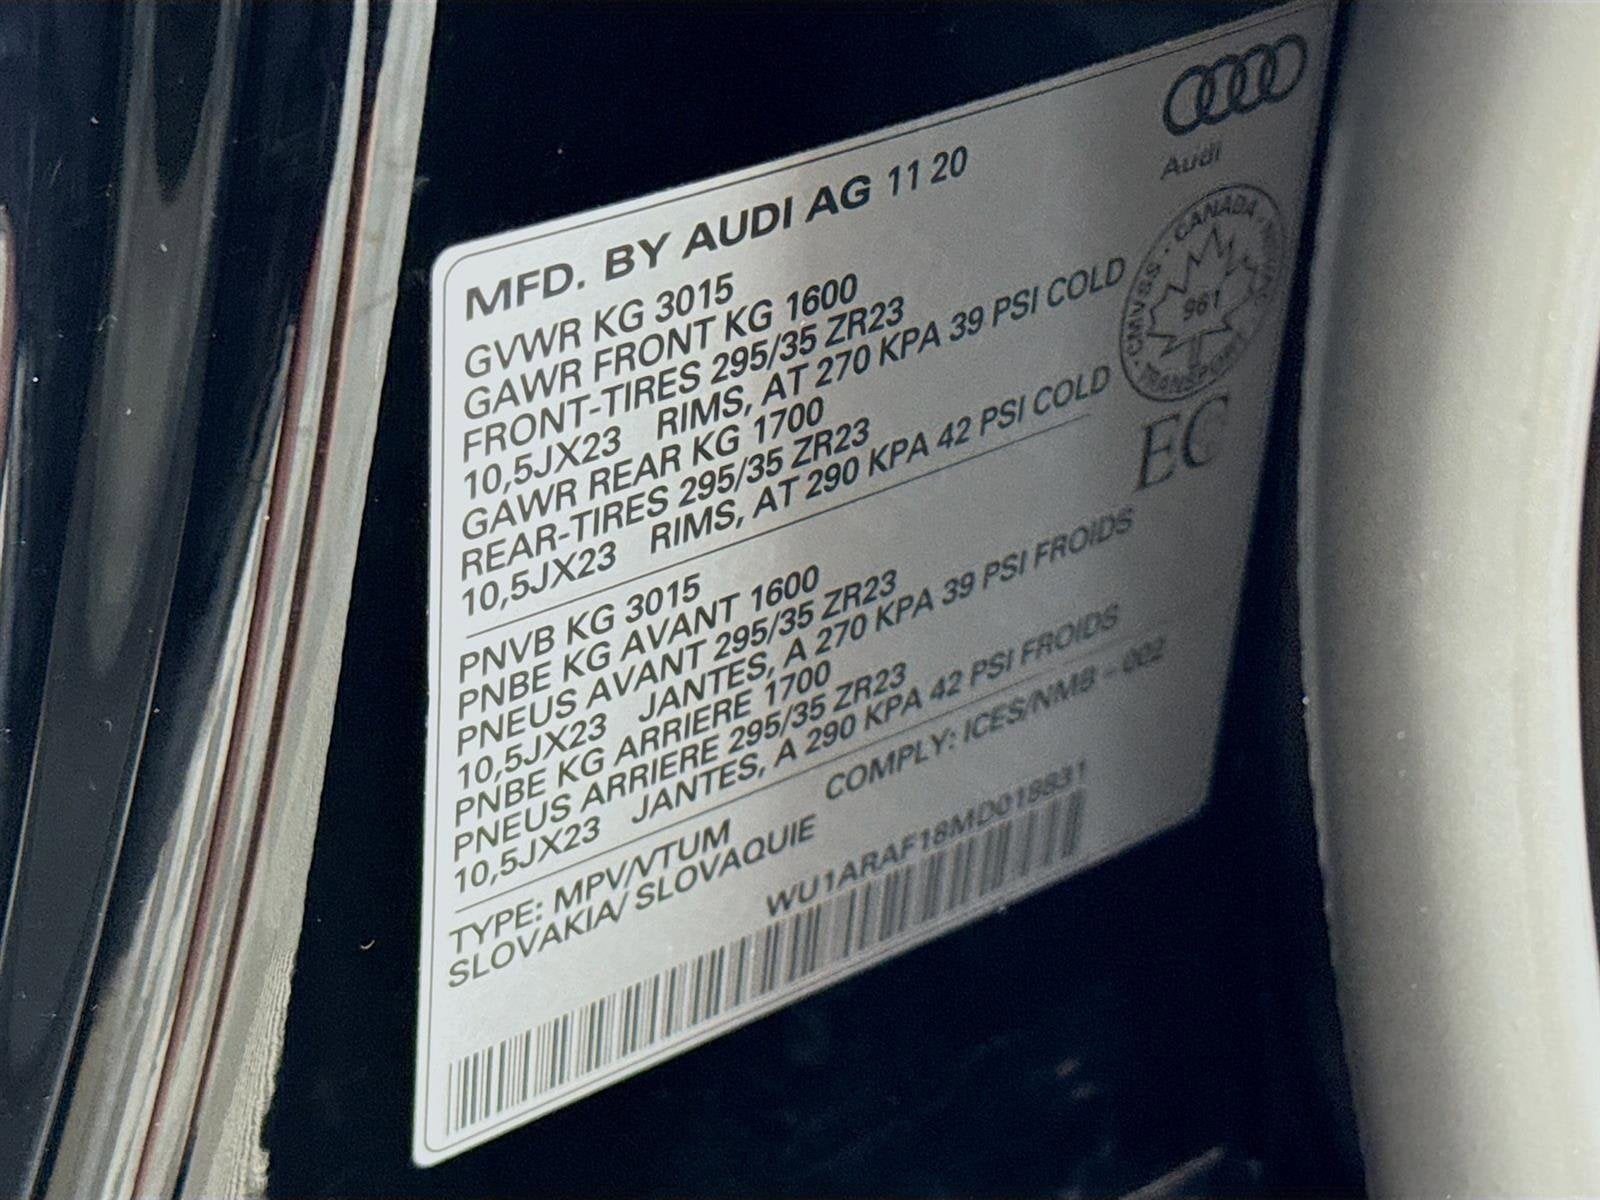 Audi
MFD. BY AUDI AG 11 20
GVWR KG 3015
GAWR FRONT KG 1600
FRONT-TIRES 295/35 ZR23
10,5JX23 RIMS, AT 270 KPA 39 PSI COLD
GAWR REAR KG 1700
REAR-TIRES 295/35 ZR23
10,5JX23 RIMS, AT 290 KPA 42 PSI COLD
CANADA
CMVSS
961
TRANSPORT
EC
PNVB KG 3015
PNBE KG AVANT 1600
PNEUS AVANT 295/35 ZR23
10,5JX23 JANTES, A 270 KPA 39 PSI FROIDS
PNBE KG ARRIERE 1700
PNEUS ARRIERE 295/35 ZR23
10,5JX23 JANTES, A 290 KPA 42 PSI FROIDS
TYPE: MPV/VTUM COMPLY: ICES/NMB - 002
SLOVAKIA/ SLOVAQUIE
WU1ARAF18MD018831